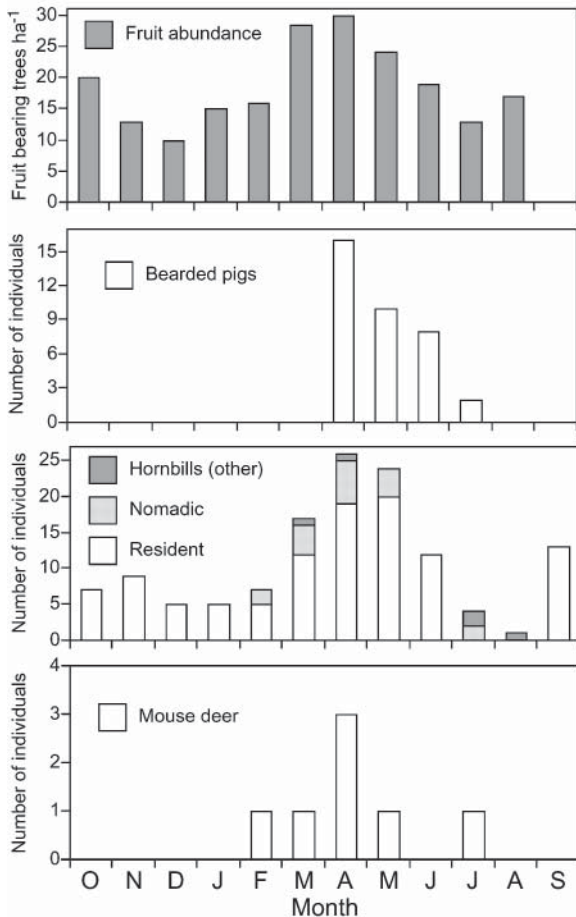 Fruit bearing trees ha⁻¹
30
25
20
15
10
5
0
Fruit abundance
Number of individuals
15
12
9
6
3
0
Bearded pigs
Number of individuals
25
20
15
10
5
0
Hornbills (other)
Nomadic
Resident
Number of individuals
4
3
2
1
0
Mouse deer
O N D J F M A M J J A S
Month